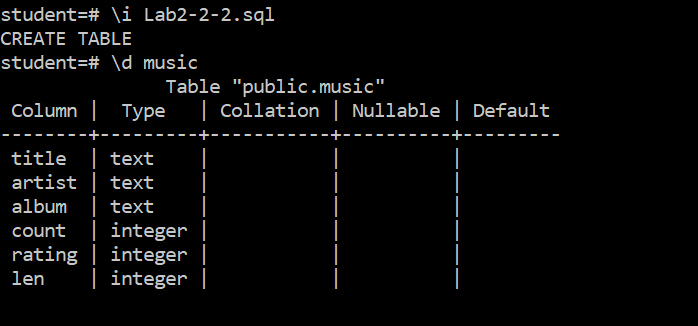 student=# \i Lab2-2-2.sql
CREATE TABLE
student=# \d music
               Table "public.music"
 Column |  Type   | Collation | Nullable | Default
--------+---------+-----------+----------+---------
 title  | text    |           |          |
 artist | text    |           |          |
 album  | text    |           |          |
 count  | integer |           |          |
 rating | integer |           |          |
 len    | integer |           |          |